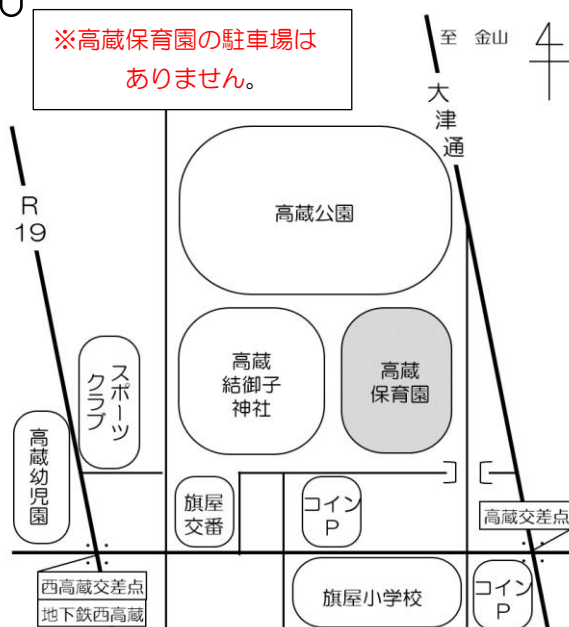 ※高蔵保育園の駐車場は
ありません。
至 金山
大津通
R
19
高蔵公園
高蔵
結御子
神社
高蔵
保育園
スポーツ
クラブ
高蔵幼児園
旗屋
交番
コイン
P
高蔵交差点
西高蔵交差点
地下鉄西高蔵
旗屋小学校
コイン
P